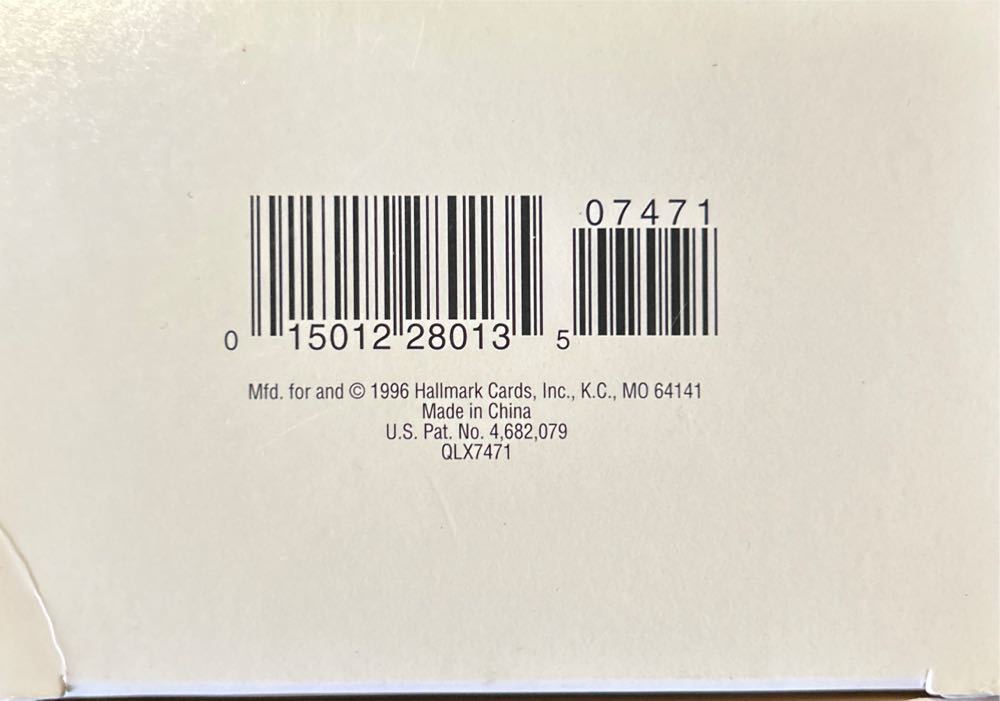 07471
0 15012 28013 5
Mfd. for and © 1996 Hallmark Cards, Inc., K.C., MO 64141
Made in China
U.S. Pat. No. 4,682,079
QLX7471